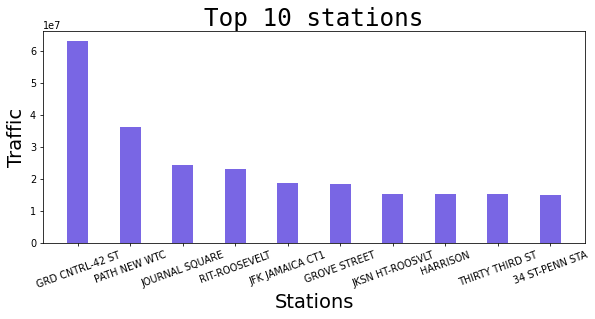 Top 10 stations
1e7
6
5
4
3
2
1
0
Traffic
GRD CNTRL-42 ST
PATH NEW WTC
JOURNAL SQUARE
RIT-ROOSEVELT
JFK JAMAICA CT1
GROVE STREET
JKSN HT-ROOSVLT
HARRISON
THIRTY THIRD ST
34 ST-PENN STA
Stations